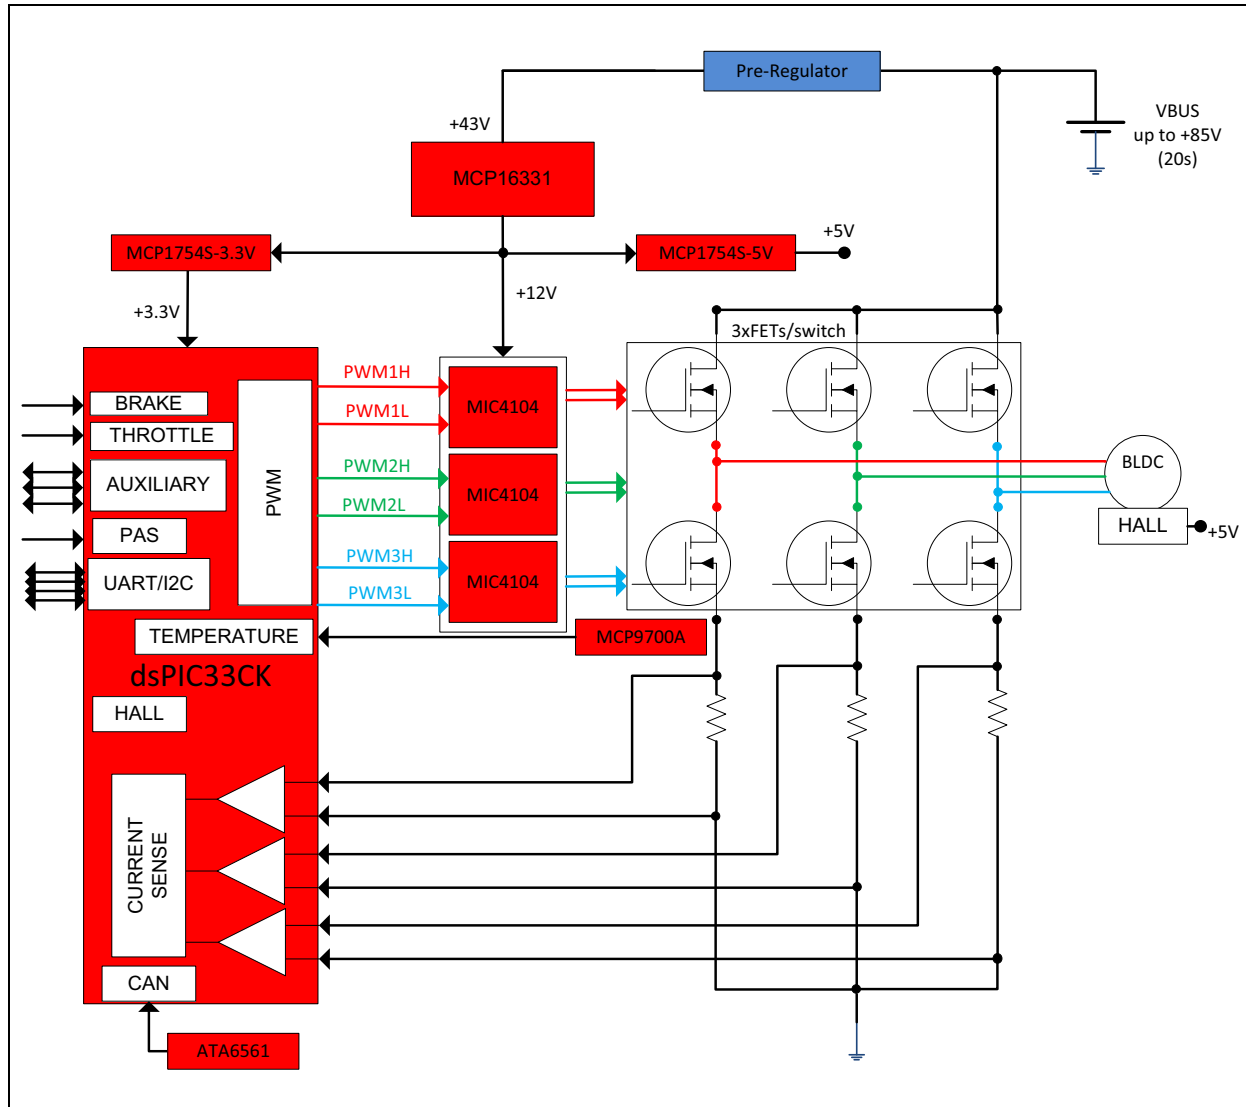 Pre-Regulator
VBUS
up to +85V
(20s)
+43V
MCP16331
MCP1754S-3.3V
MCP1754S-5V
+5V
+3.3V
+12V
3xFETs/switch
BRAKE
THROTTLE
AUXILIARY
PAS
UART/I2C
PWM
PWM1H
PWM1L
PWM2H
PWM2L
PWM3H
PWM3L
MIC4104
MIC4104
MIC4104
BLDC
HALL
+5V
TEMPERATURE
MCP9700A
dsPIC33CK
HALL
CURRENT
SENSE
CAN
ATA6561